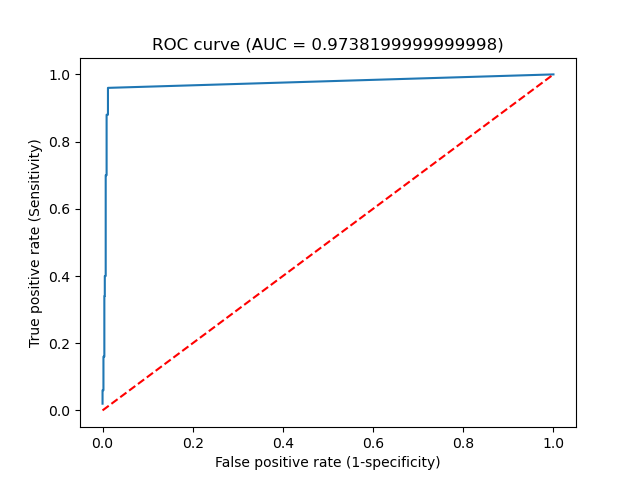 ROC curve (AUC = 0.9738199999999998)
1.0
0.8
0.6
0.4
0.2
0.0
True positive rate (Sensitivity)
0.0 0.2 0.4 0.6 0.8 1.0
False positive rate (1-specificity)